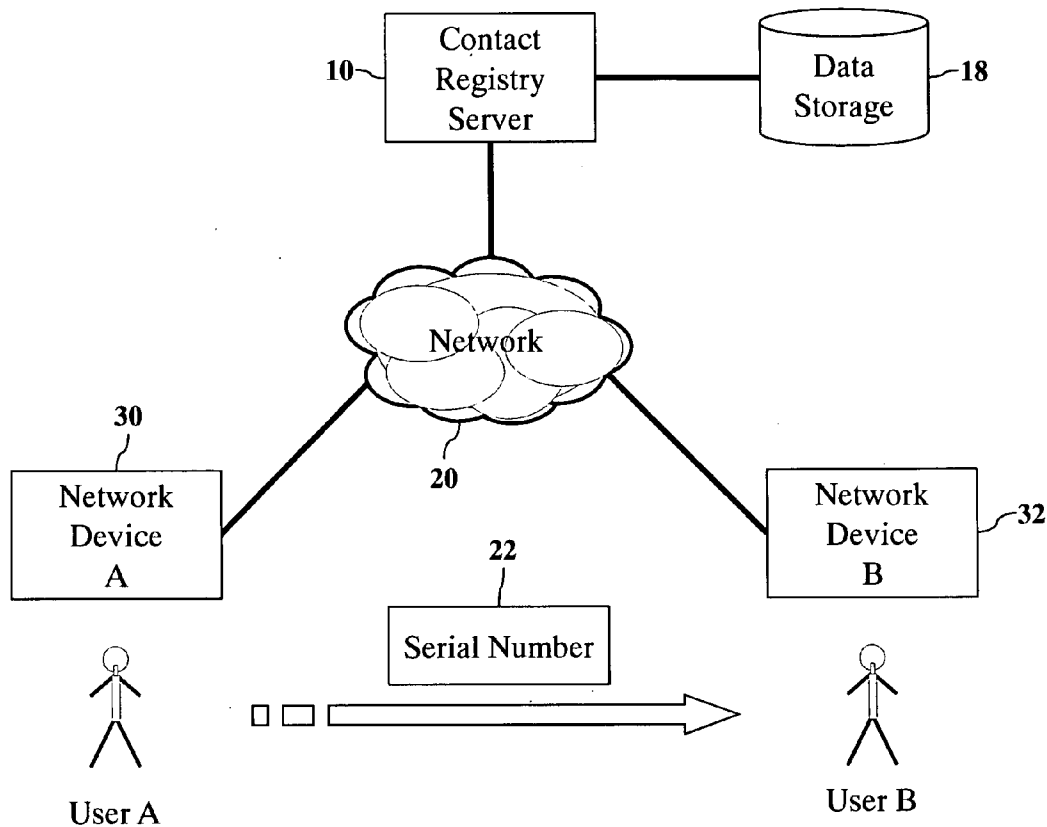 10
Contact
Registry
Server
Data
Storage
18
Network
20
30
Network
Device
A
Network
Device
B
32
22
Serial Number
User A
User B